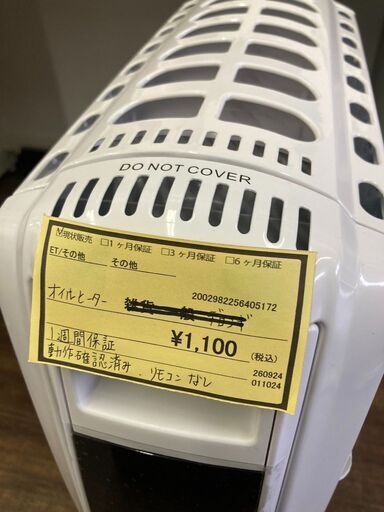 DO NOT COVER
☑現状販売 □1ヶ月保証 □3ヶ月保証 □6ヶ月保証
ET/その他 その他
2002982256405172
オイルヒーター
¥1,100 (税込)
1週間保証
動作確認済み、リモコンなし
260924
011024